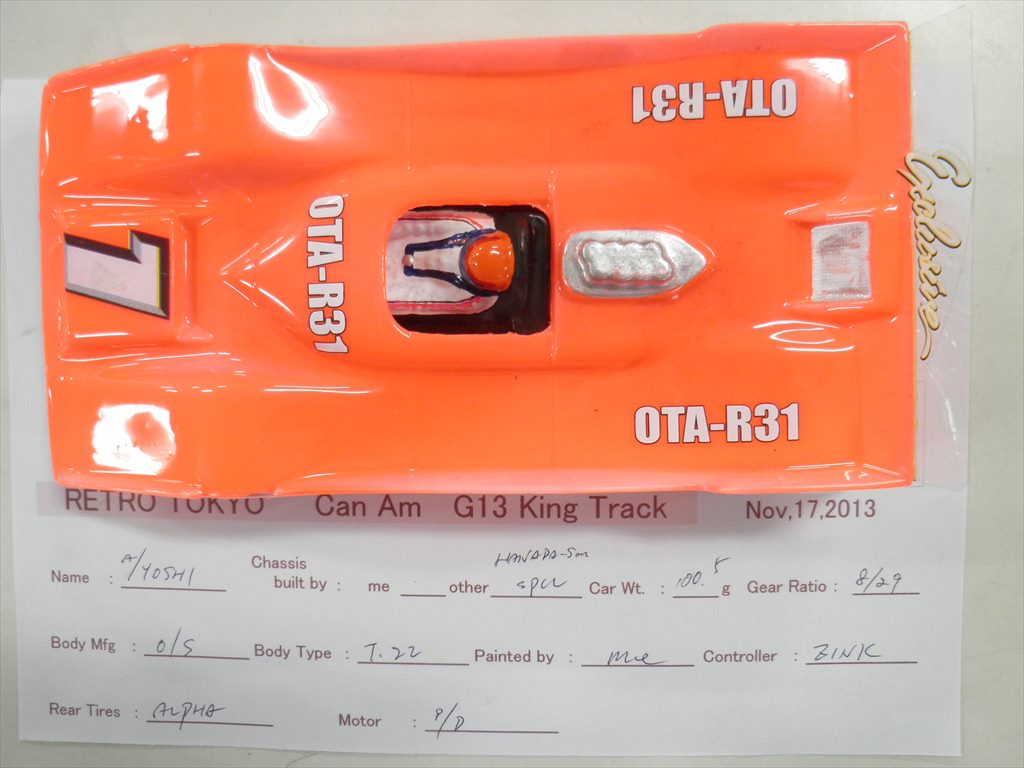 OTA-R31
1
OTA-R31
Explosive
OTA-R31
RETRO TOKYO Can Am G13 King Track Nov,17,2013
Name : A/YOSHI Chassis built by : me other HANADA-San spcl Car Wt. : 100.5 g Gear Ratio : 8/29
Body Mfg : O/S Body Type : T.22 Painted by : me Controller : ZINK
Rear Tires : ALPHA Motor : P/D